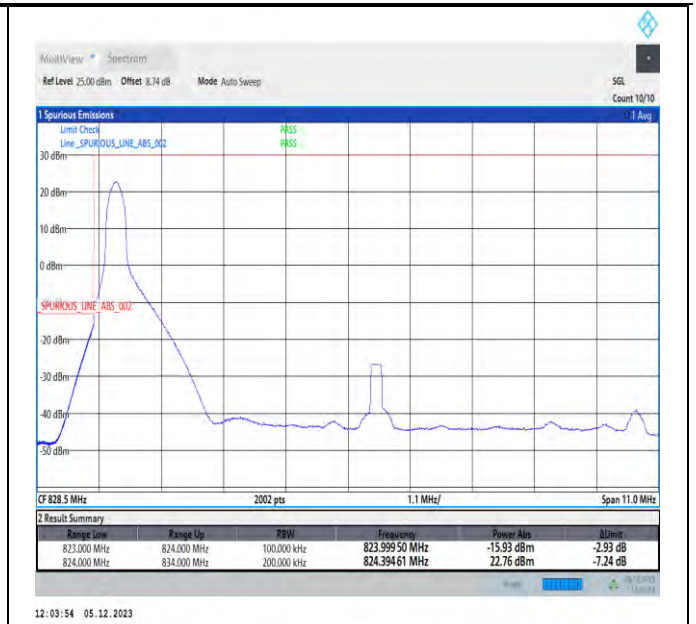 MultiView Spectrum
Ref Level 25.00 dBm Offset 8.74 dB Mode Auto Sweep SGL
Count 10/10
1 Spurious Emissions 1 Avg
Limit Check PASS
Line _SPURIOUS_LINE_ABS_002 PASS
30 dBm
20 dBm
10 dBm
0 dBm
_SPURIOUS_LINE_ABS_002
-20 dBm
-30 dBm
-40 dBm
-50 dBm
CF 828.5 MHz 2002 pts 1.1 MHz/ Span 11.0 MHz
2 Result Summary
Range Low Range Up RBW Frequency Power Abs ΔLimit
823.000 MHz 824.000 MHz 100.000 kHz 823.999 50 MHz -15.93 dBm -2.93 dB
824.000 MHz 834.000 MHz 200.000 kHz 824.394 61 MHz 22.76 dBm -7.24 dB
12:03:54 05.12.2023